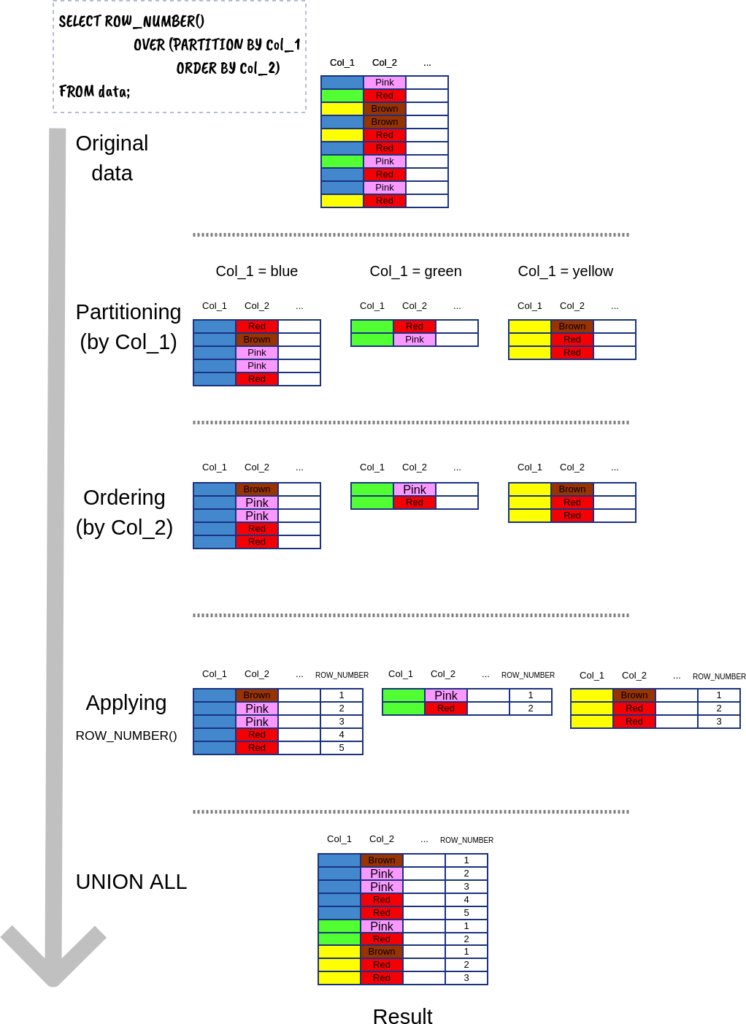 SELECT ROW_NUMBER()
OVER (PARTITION BY Col_1
ORDER BY Col_2)
FROM data;
Col_1 Col_2 ...
Pink
Red
Brown
Brown
Red
Red
Pink
Red
Pink
Red
Original
data
Col_1 = blue Col_1 = green Col_1 = yellow
Partitioning
(by Col_1)
Col_1 Col_2 ... Col_1 Col_2 ... Col_1 Col_2 ...
Red Red Brown
Brown Pink Red
Pink Red
Pink
Red
Ordering
(by Col_2)
Col_1 Col_2 ... Col_1 Col_2 ... Col_1 Col_2 ...
Brown Pink Brown
Pink Red Red
Pink Red
Red
Red
Applying
ROW_NUMBER()
Col_1 Col_2 ... ROW_NUMBER Col_1 Col_2 ... ROW_NUMBER Col_1 Col_2 ... ROW_NUMBER
Brown 1 Pink 1 Brown 1
Pink 2 Red 2 Red 2
Pink 3 Red 3
Red 4
Red 5
UNION ALL
Col_1 Col_2 ... ROW_NUMBER
Brown 1
Pink 2
Pink 3
Red 4
Red 5
Pink 1
Red 2
Brown 1
Red 2
Red 3
Result